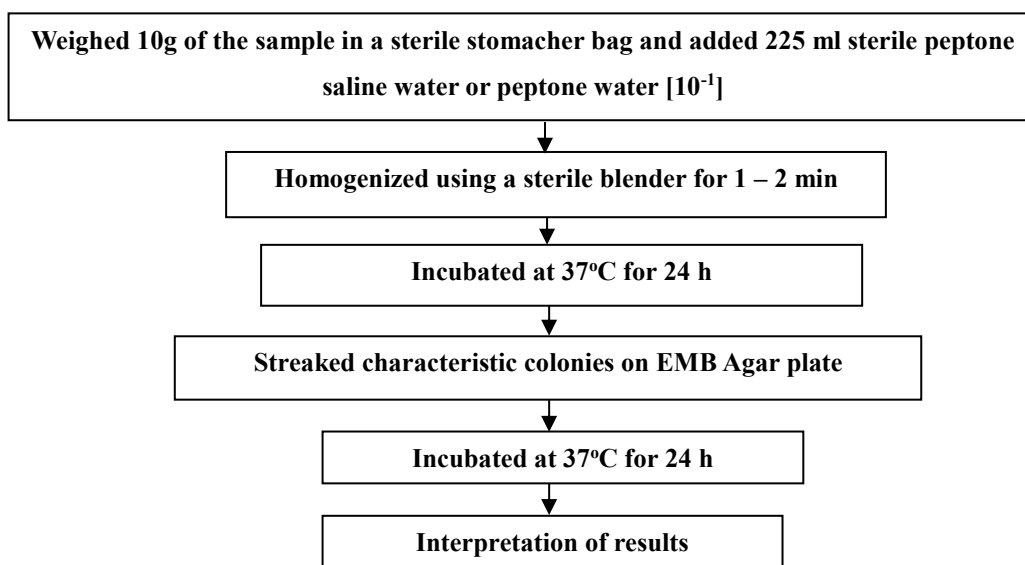 Weighed 10g of the sample in a sterile stomacher bag and added 225 ml sterile peptone
saline water or peptone water [10⁻¹]
Homogenized using a sterile blender for 1 – 2 min
Incubated at 37ᵒC for 24 h
Streaked characteristic colonies on EMB Agar plate
Incubated at 37ᵒC for 24 h
Interpretation of results